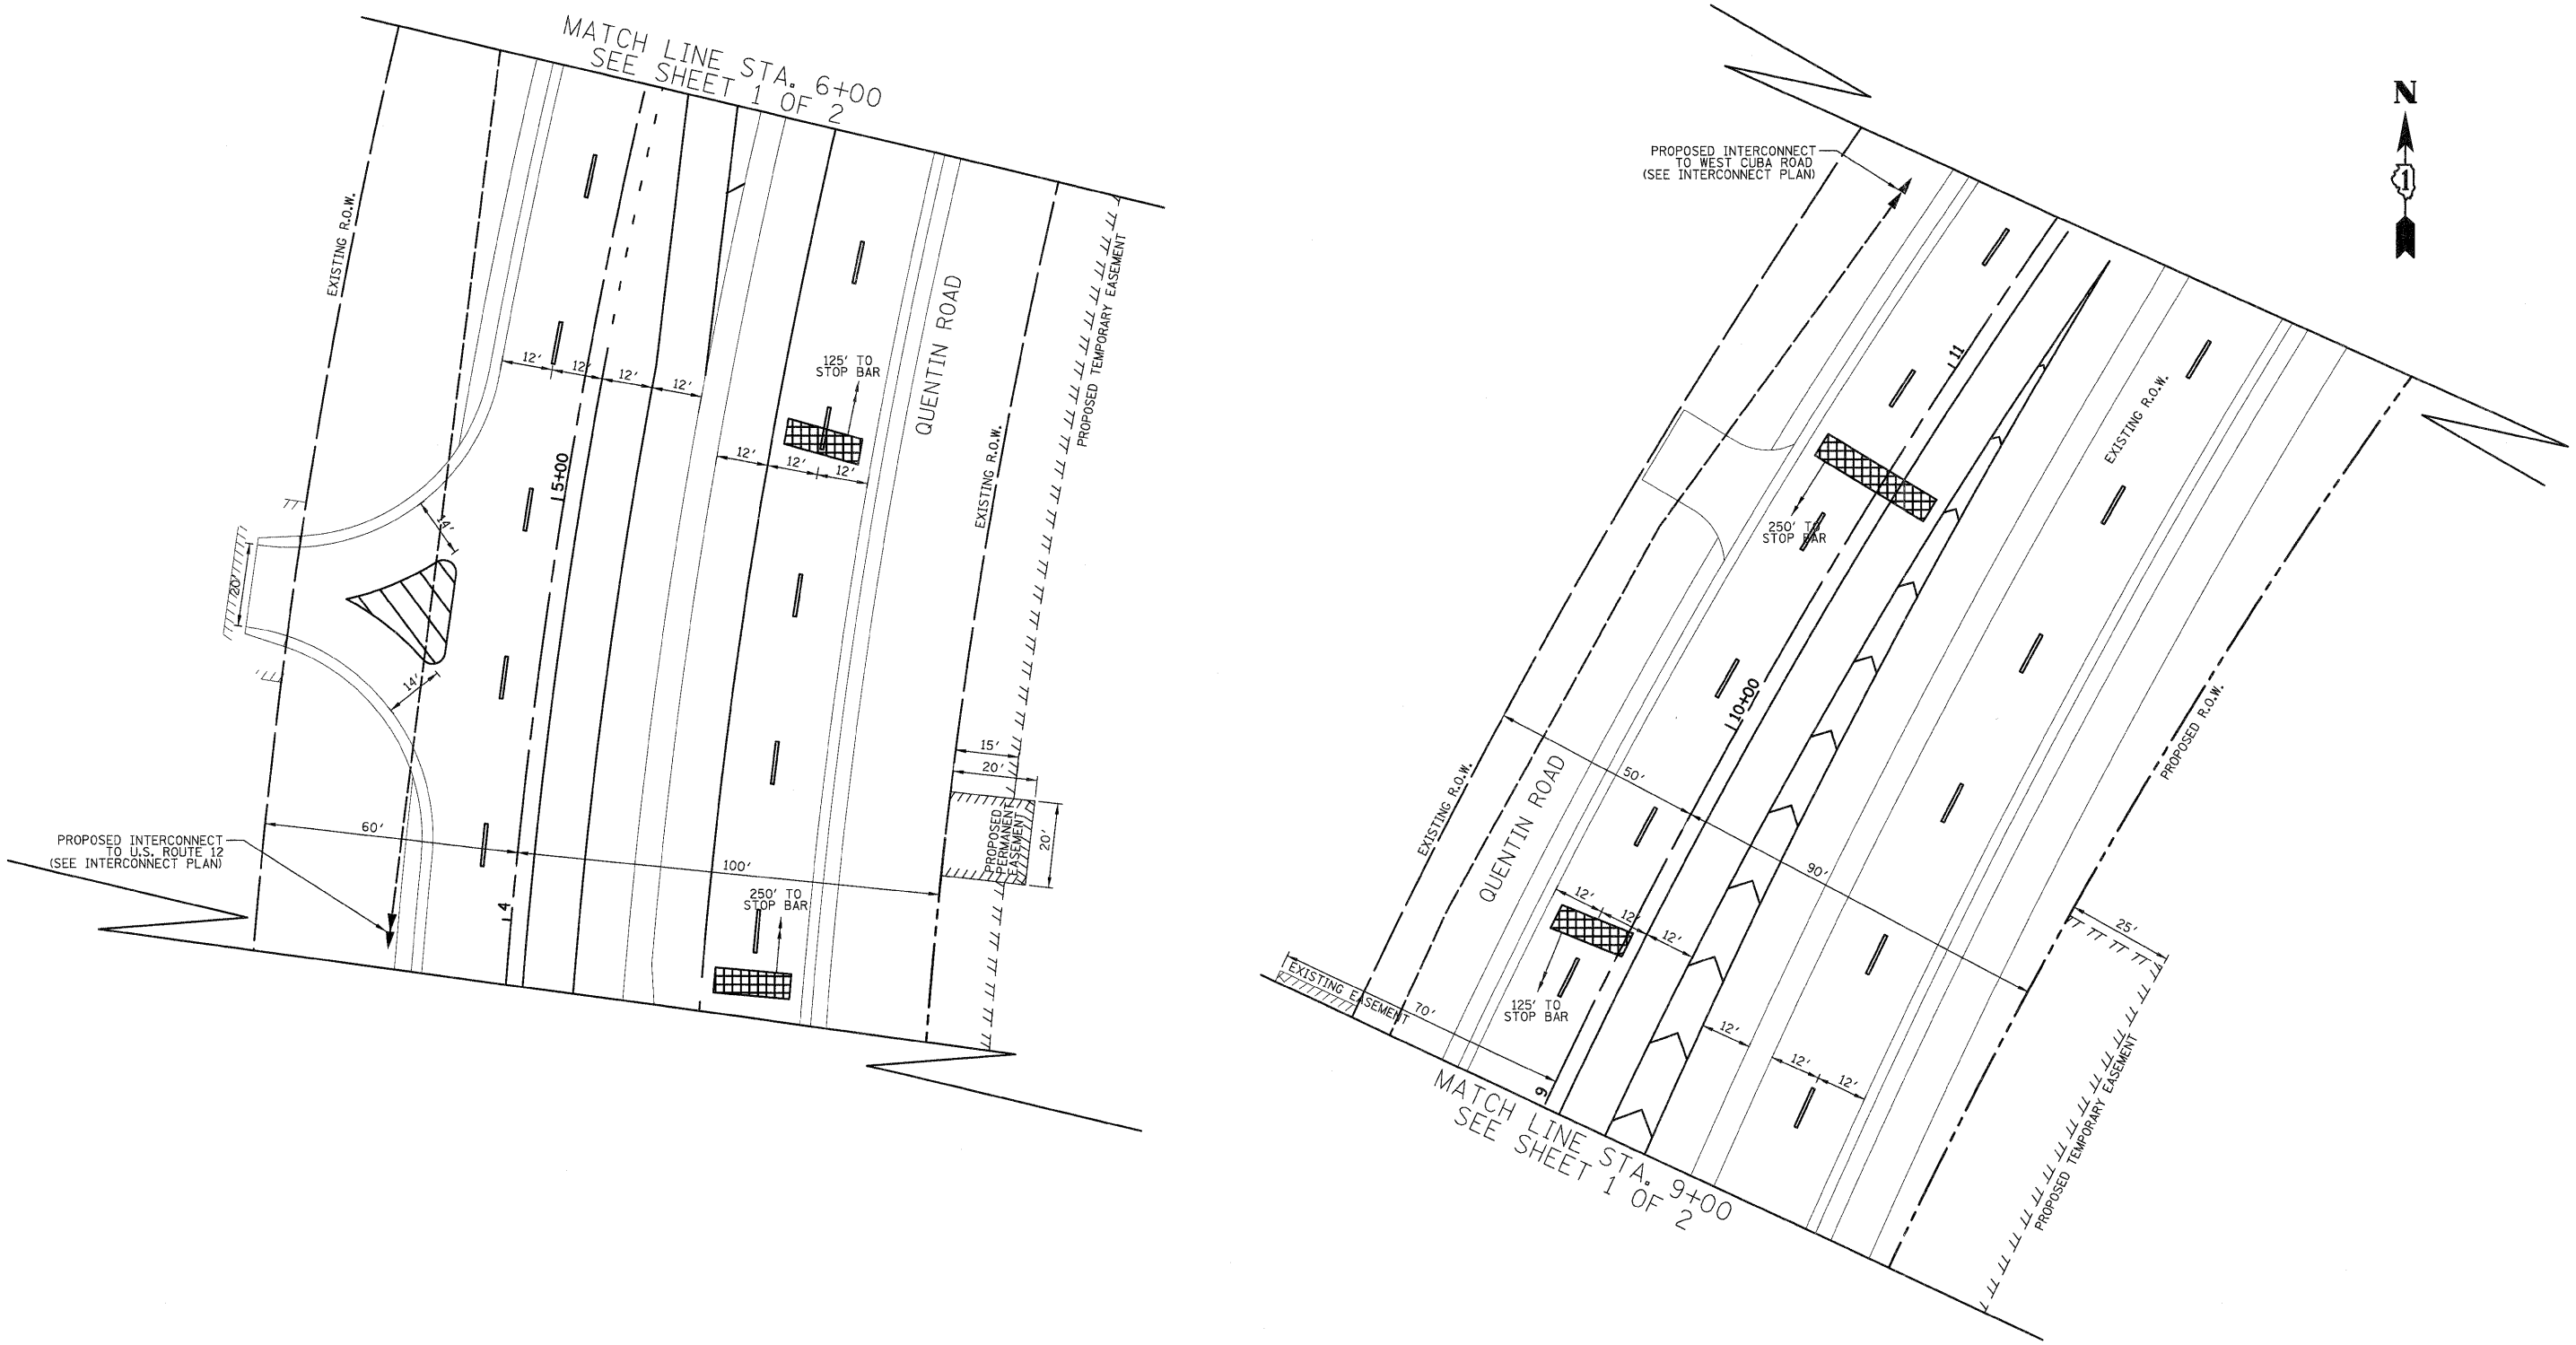 MATCH LINE STA. 6+00
SEE SHEET 1 OF 2
EXISTING R.O.W.
12'
12'
12'
12'
125' TO
STOP BAR
QUENTIN ROAD
PROPOSED TEMPORARY EASEMENT
EXISTING R.O.W.
12'
12'
12'
5+00
14'
20'
14'
15'
20'
PROPOSED
PERMANENT
EASEMENT
20'
60'
PROPOSED INTERCONNECT
TO U.S. ROUTE 12
(SEE INTERCONNECT PLAN)
100'
250' TO
STOP BAR
4
N
1
PROPOSED INTERCONNECT
TO WEST CUBA ROAD
(SEE INTERCONNECT PLAN)
11
EXISTING R.O.W.
250' TO
STOP BAR
10+00
PROPOSED R.O.W.
50'
QUENTIN ROAD
EXISTING R.O.W.
90'
12'
12'
12'
25'
EXISTING EASEMENT
70'
125' TO
STOP BAR
12'
12'
12'
PROPOSED TEMPORARY EASEMENT
9
MATCH LINE STA. 9+00
SEE SHEET 1 OF 2